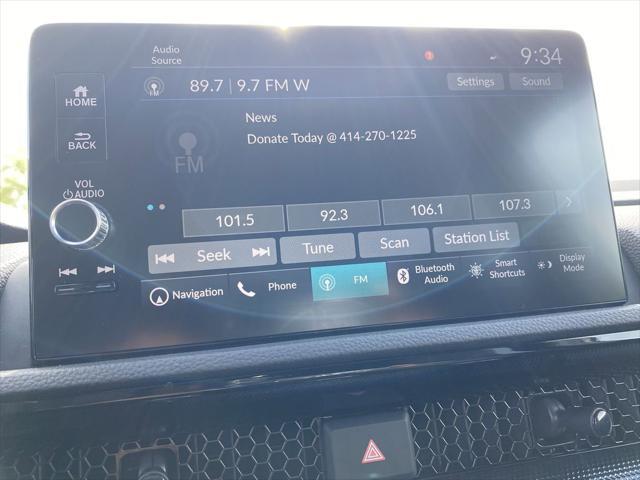 Audio
Source
9:34
FM
89.7 | 9.7 FM W
Settings
Sound
HOME
BACK
News
Donate Today @ 414-270-1225
FM
VOL
AUDIO
101.5
92.3
106.1
107.3
Seek
Tune
Scan
Station List
Navigation
Phone
FM
Bluetooth
Audio
Smart
Shortcuts
Display
Mode